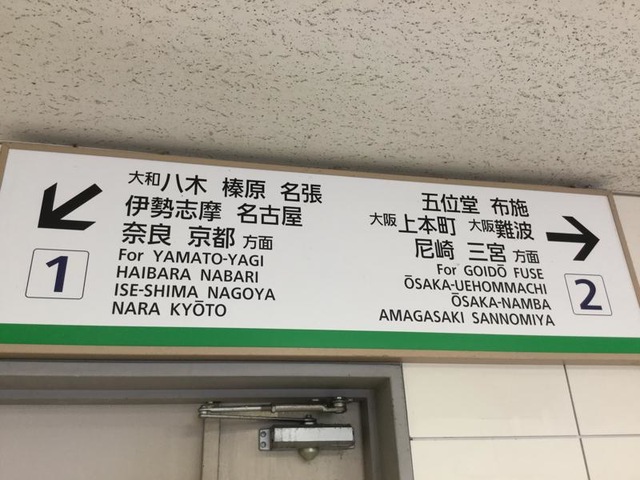 大和八木 榛原 名張
伊勢志摩 名古屋
奈良 京都 方面
For YAMATO-YAGI
HAIBARA NABARI
ISE-SHIMA NAGOYA
NARA KYŌTO
1
五位堂 布施
大阪上本町 大阪難波
尼崎 三宮 方面
For GOIDŌ FUSE
ŌSAKA-UEHOMMACHI
ŌSAKA-NAMBA
AMAGASAKI SANNOMIYA
2